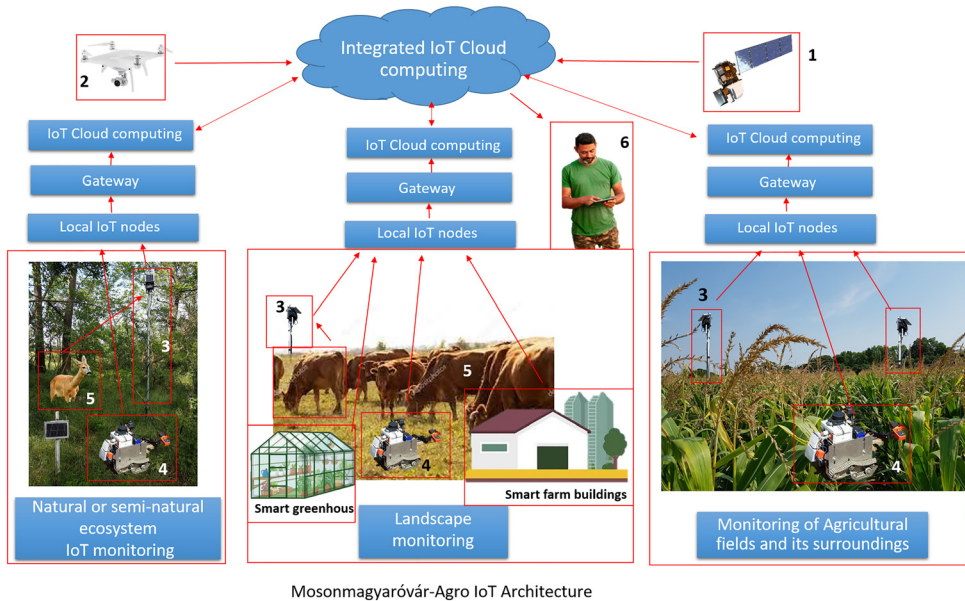 Integrated IoT Cloud
computing
2
1
6
IoT Cloud computing
Gateway
Local IoT nodes
IoT Cloud computing
Gateway
Local IoT nodes
IoT Cloud computing
Gateway
Local IoT nodes
3
5
4
Natural or semi-natural
ecosystem
IoT monitoring
3
5
4
Smart greenhous
Smart farm buildings
Landscape
monitoring
3
4
Monitoring of Agricultural
fields and its surroundings
Mosonmagyaróvár-Agro IoT Architecture